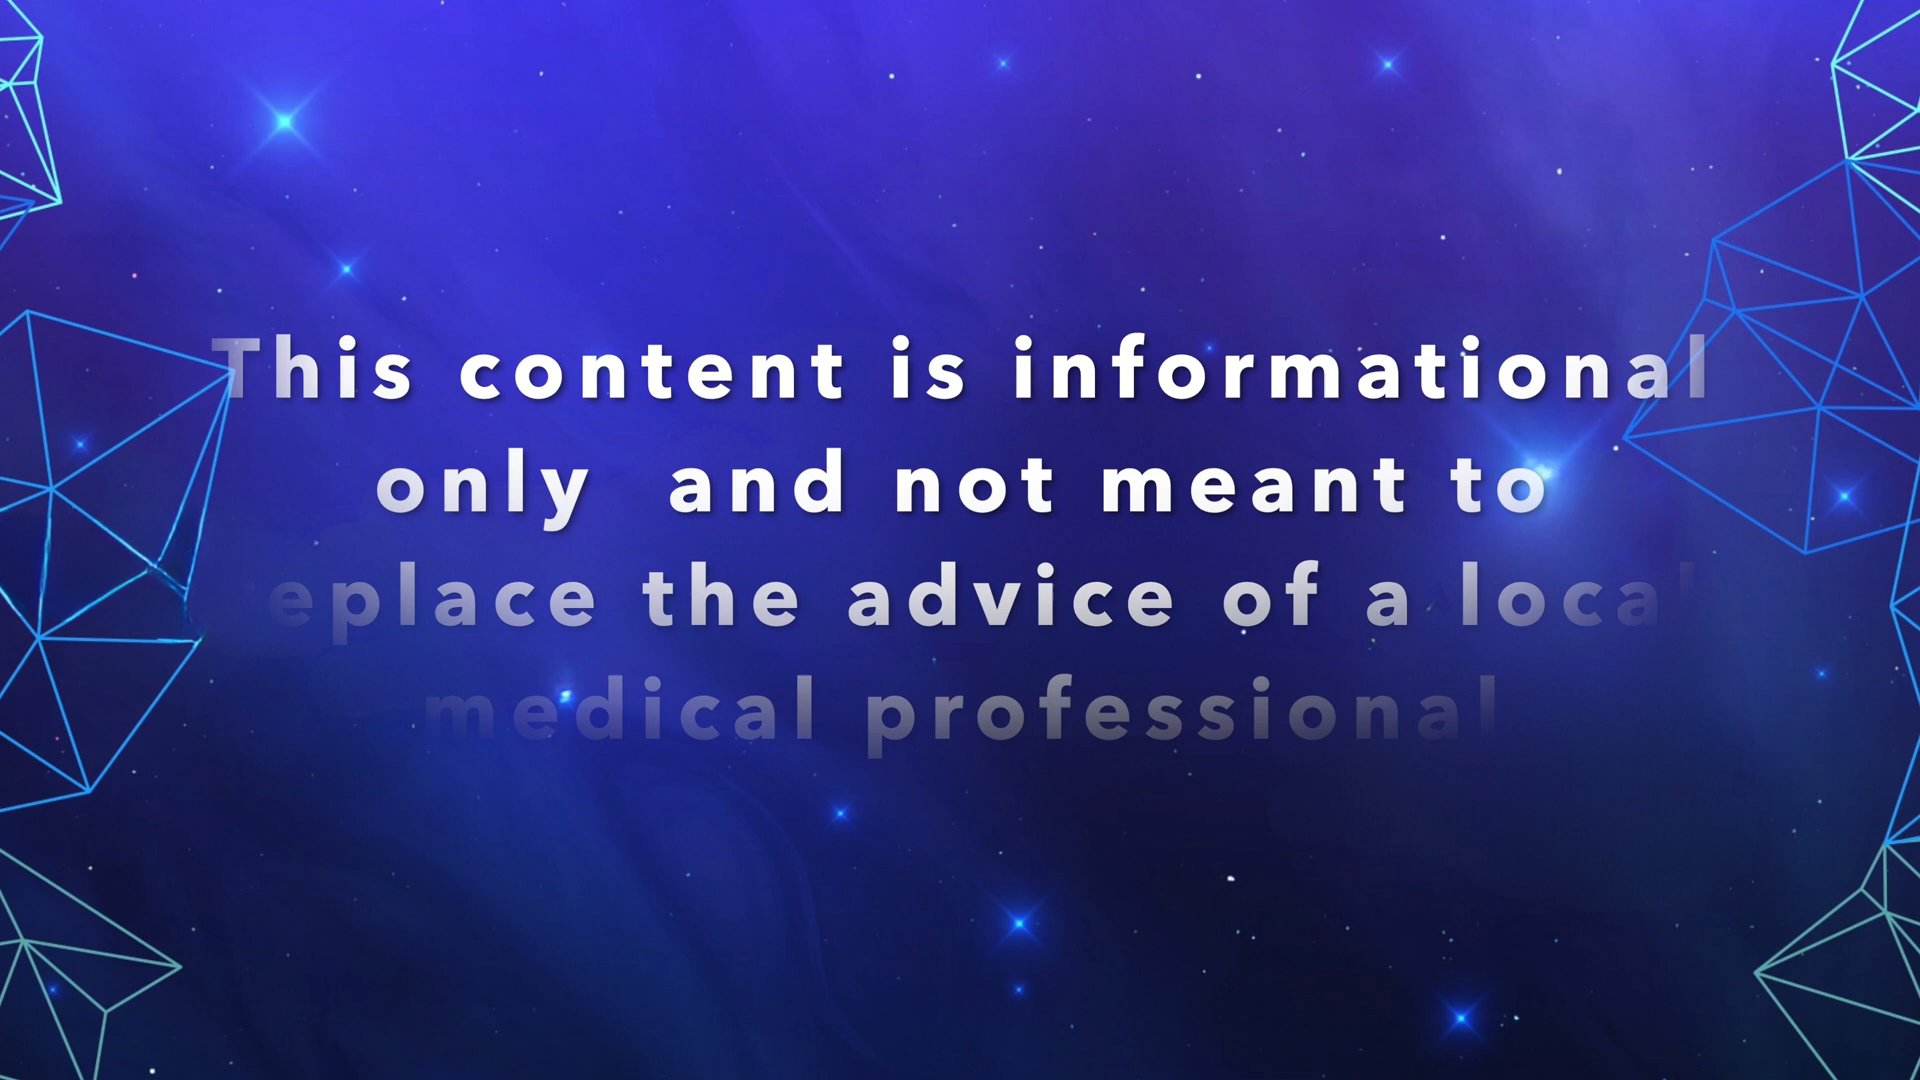 This content is informational
only and not meant to
replace the advice of a local
medical professional